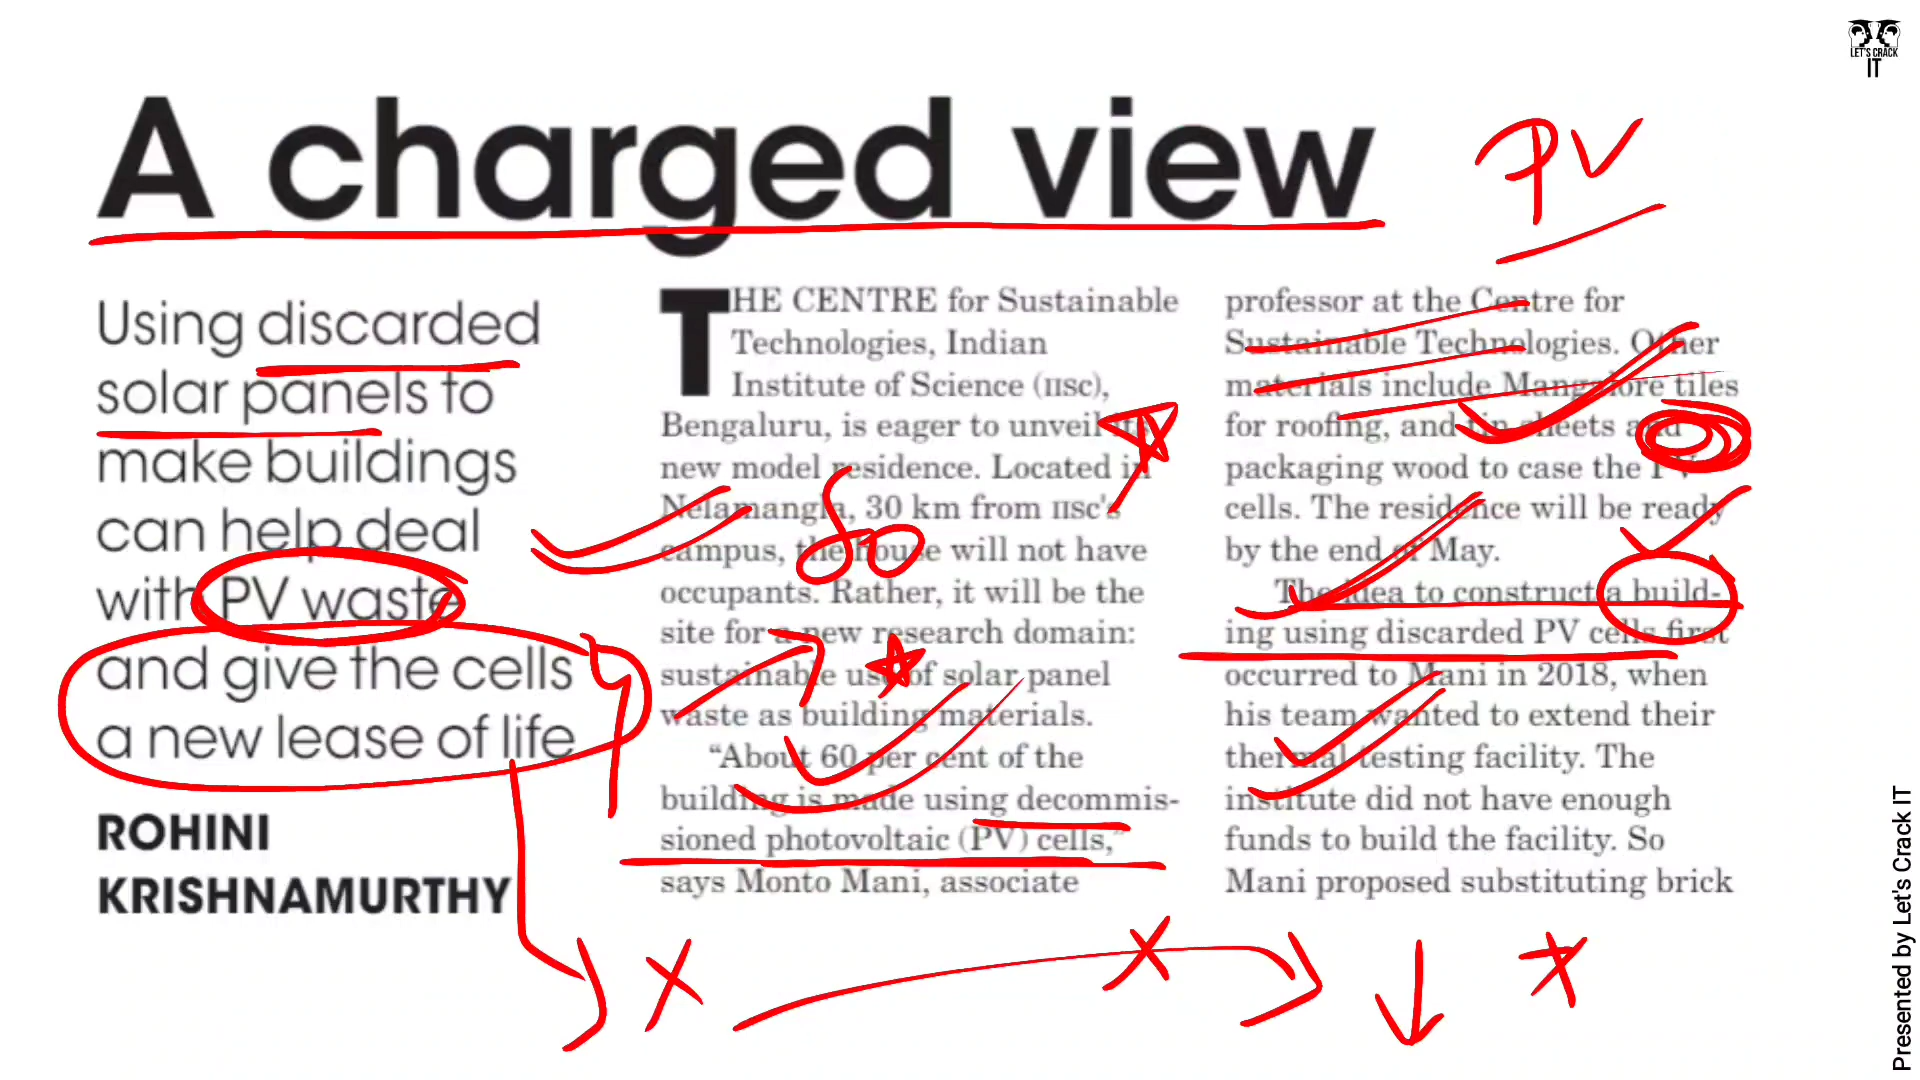 LET'S CRACK
IT
A charged view
PV
Using discarded
solar panels to
make buildings
can help deal
with PV waste
and give the cells
a new lease of life
ROHINI
KRISHNAMURTHY
THE CENTRE for Sustainable
Technologies, Indian
Institute of Science (IISC),
Bengaluru, is eager to unveil its
new model residence. Located in
Nelamangla, 30 km from IISC's
campus, the house will not have
occupants. Rather, it will be the
site for a new research domain:
sustainable use of solar panel
waste as building materials.
“About 60 per cent of the
building is made using decommis-
sioned photovoltaic (PV) cells,”
says Monto Mani, associate
professor at the Centre for
Sustainable Technologies. Other
materials include Mangalore tiles
for roofing, and tin sheets and
packaging wood to case the PV
cells. The residence will be ready
by the end of May.
The idea to construct a build-
ing using discarded PV cells first
occurred to Mani in 2018, when
his team wanted to extend their
thermal testing facility. The
institute did not have enough
funds to build the facility. So
Mani proposed substituting brick
Presented by Let's Crack IT